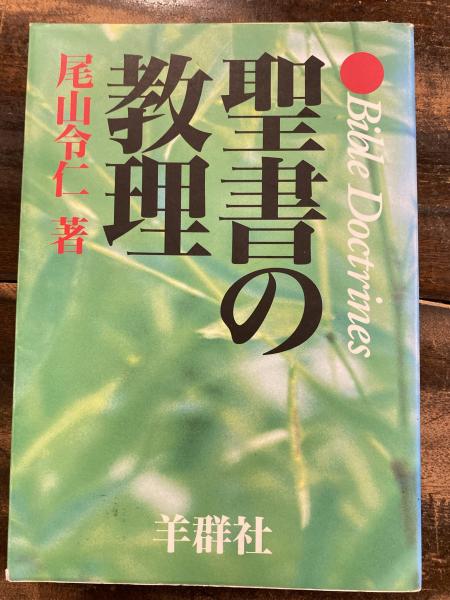 Bible Doctrines
聖書の
教理
尾山令仁 著
羊群社